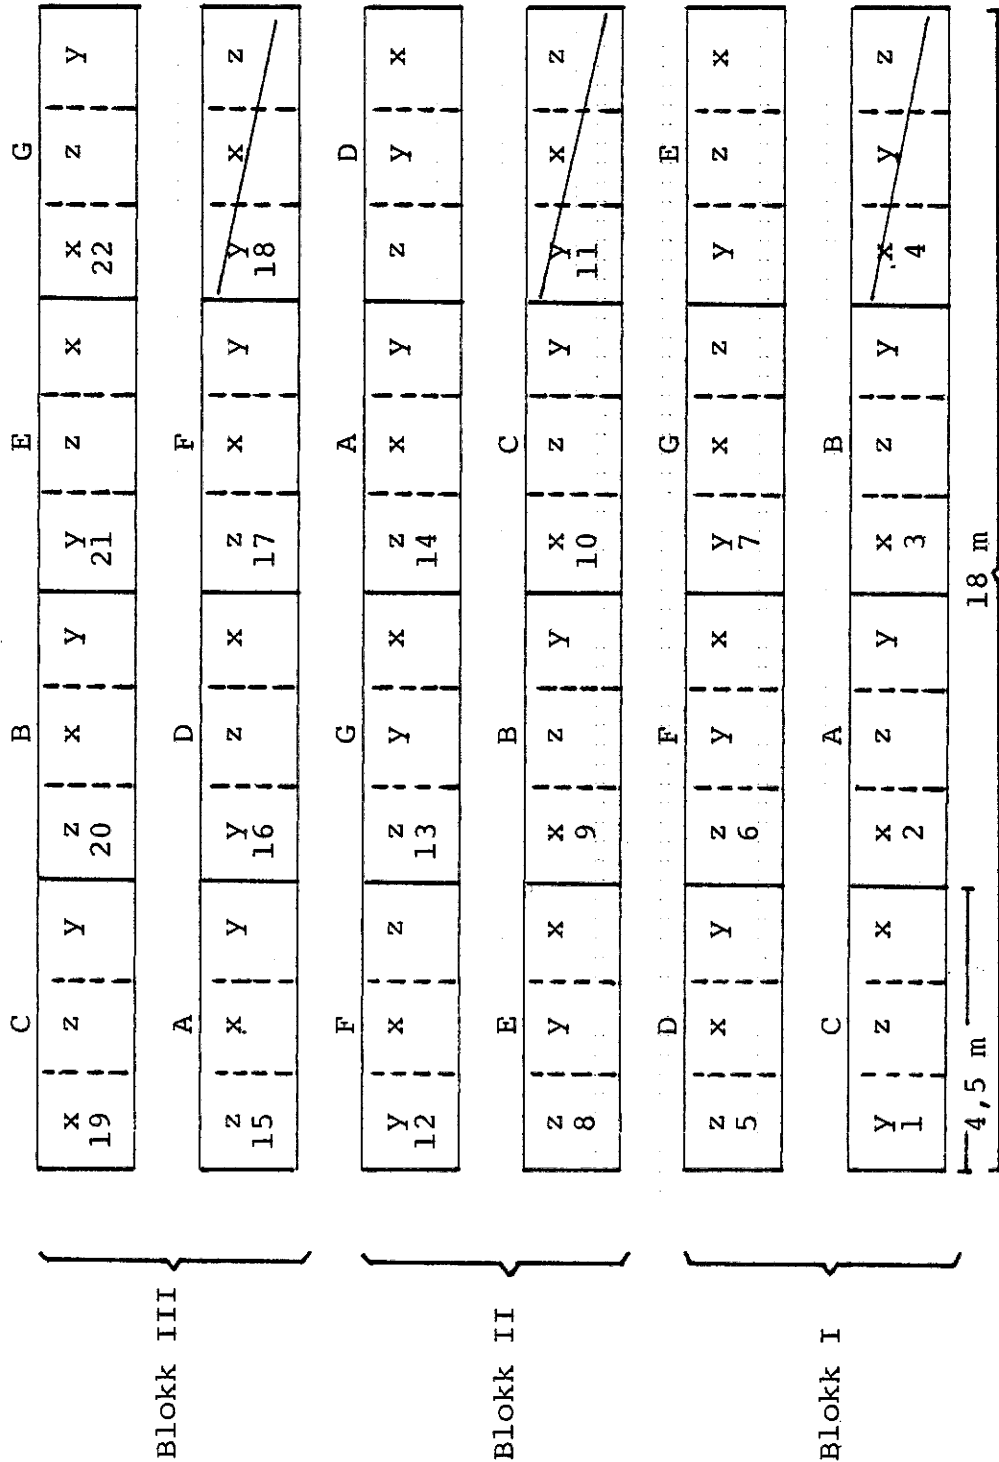 C B E G
x z y z x y y z x x z y
19 20 21 22
Blokk III
A D F
z x y y z x z x y y x z
15 16 17 18
F G A D
y x z z y x z x y z y x
12 13 14
Blokk II
E B C
z y x x z y x z y y x z
8 9 10 11
D F G E
z x y z y x y x z y z x
5 6 7
Blokk I
C A B
y z x x z y x z y x y z
1 2 3 4
4,5 m
18 m